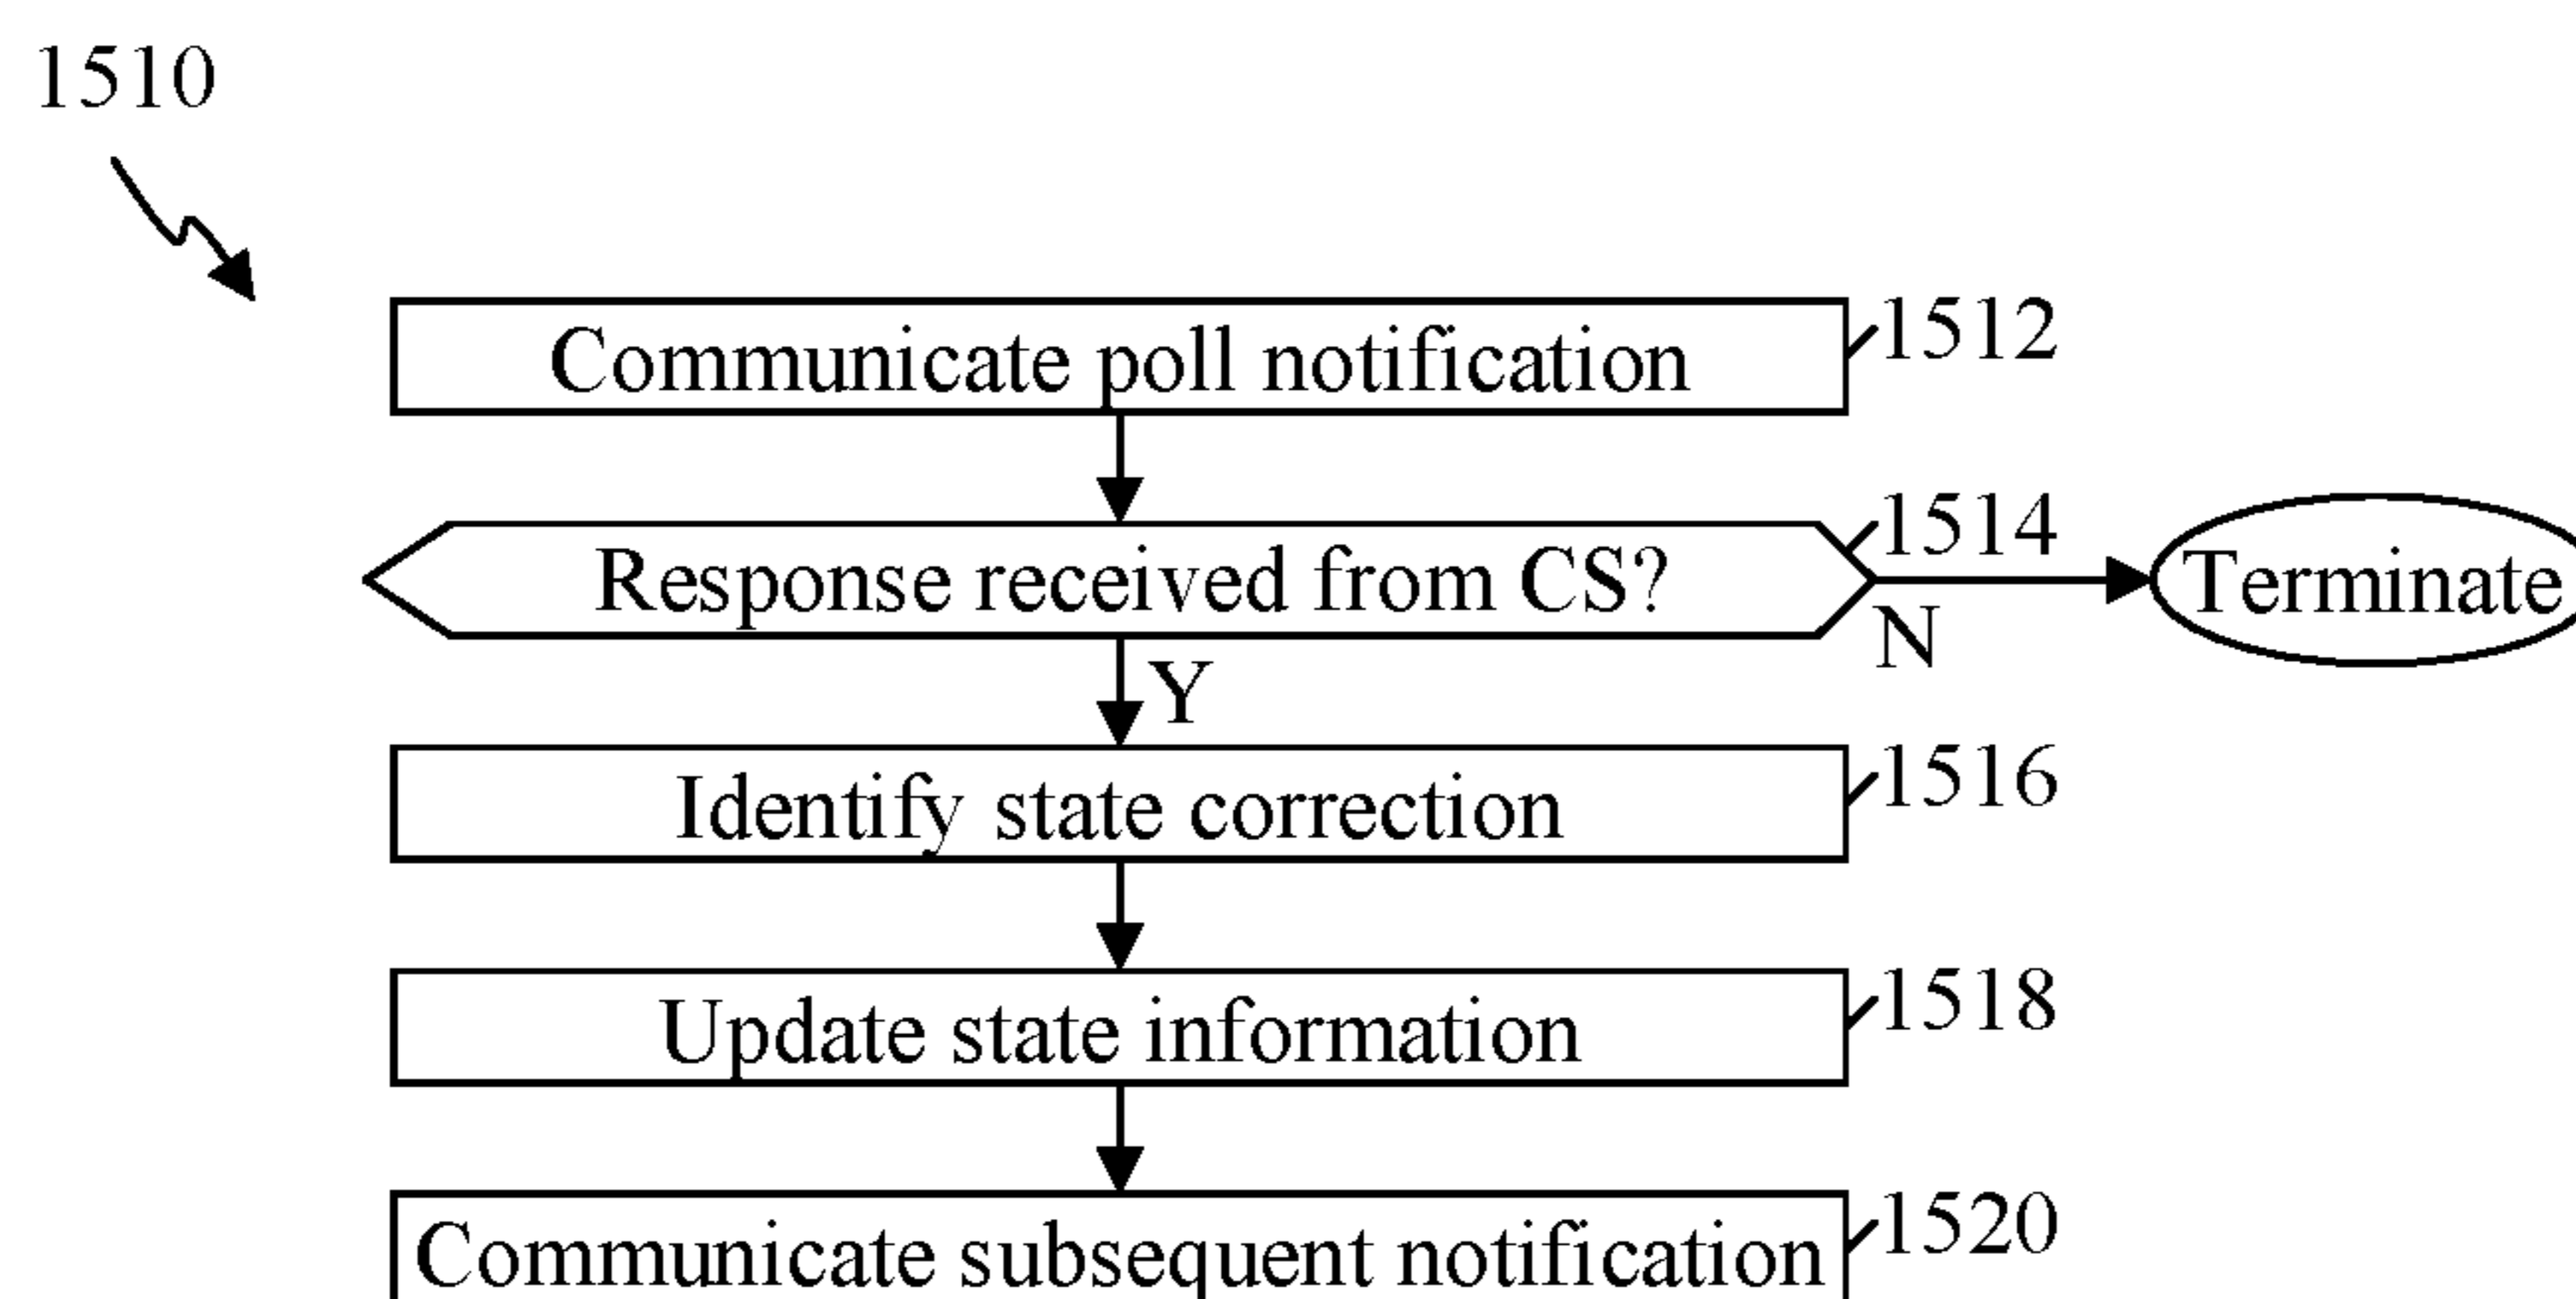 1510
Communicate poll notification
1512
Response received from CS?
1514
Terminate
N
Y
Identify state correction
1516
Update state information
1518
Communicate subsequent notification
1520